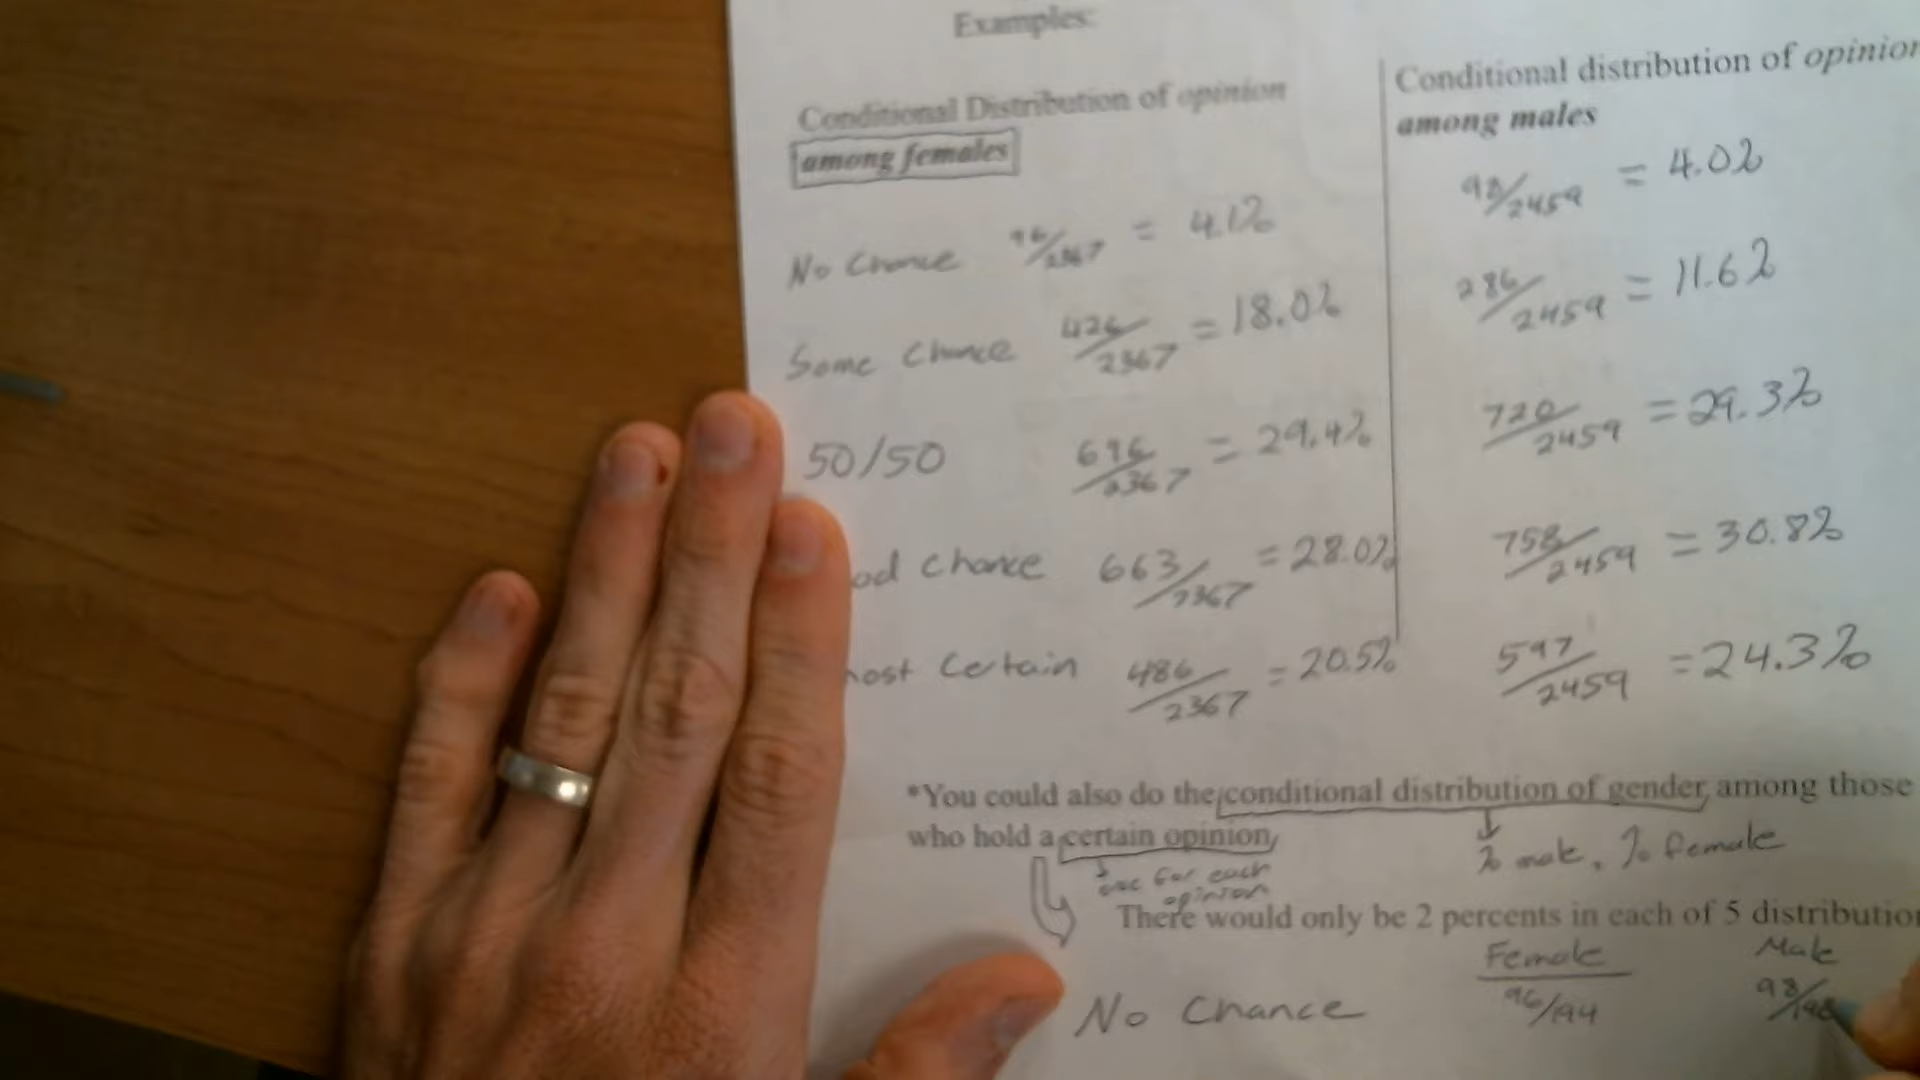 Examples:
Conditional Distribution of opinion
among females
No Chance 96/2367 = 4.1%
Some Chance 426/2367 = 18.0%
50/50 696/2367 = 29.4%
od Chance 663/2367 = 28.0%
most Certain 486/2367 = 20.5%
Conditional distribution of opinion
among males
98/2459 = 4.0%
286/2459 = 11.6%
720/2459 = 29.3%
758/2459 = 30.8%
597/2459 = 24.3%
*You could also do the conditional distribution of gender among those
who hold a certain opinion,
% male, % female
one for each
opinion
There would only be 2 percents in each of 5 distribution
Female Male
No Chance 96/194 98/